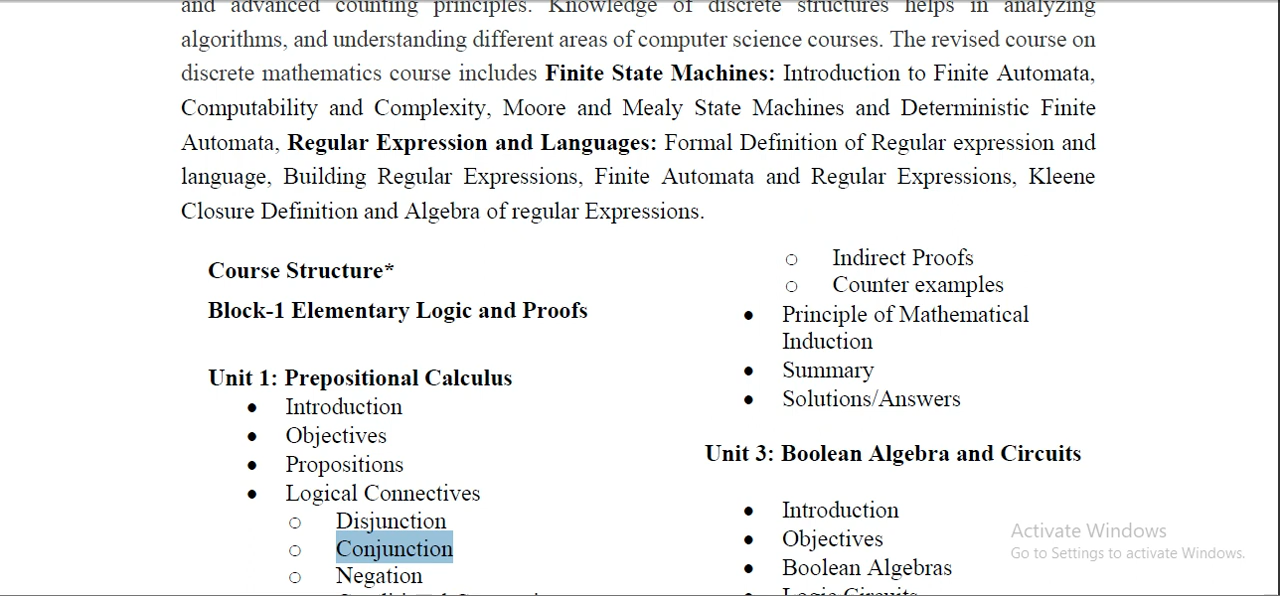 and advanced counting principles. Knowledge of discrete structures helps in analyzing
algorithms, and understanding different areas of computer science courses. The revised course on
discrete mathematics course includes Finite State Machines: Introduction to Finite Automata,
Computability and Complexity, Moore and Mealy State Machines and Deterministic Finite
Automata, Regular Expression and Languages: Formal Definition of Regular expression and
language, Building Regular Expressions, Finite Automata and Regular Expressions, Kleene
Closure Definition and Algebra of regular Expressions.
Course Structure*
Block-1 Elementary Logic and Proofs
Unit 1: Prepositional Calculus
• Introduction
• Objectives
• Propositions
• Logical Connectives
○ Disjunction
○ Conjunction
○ Negation
○ Indirect Proofs
○ Counter examples
• Principle of Mathematical
Induction
• Summary
• Solutions/Answers
Unit 3: Boolean Algebra and Circuits
• Introduction
• Objectives
• Boolean Algebras
• Logic Circuits
Activate Windows
Go to Settings to activate Windows.